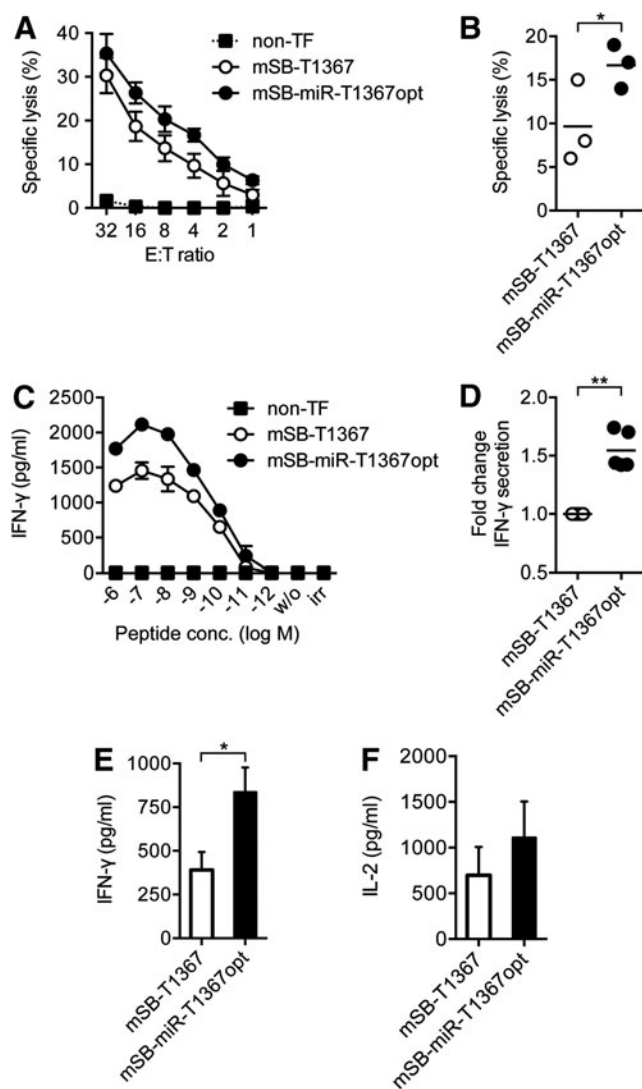 A
Specific lysis (%)
40
30
20
10
0
32
16
8
4
2
1
E:T ratio
non-TF
mSB-T1367
mSB-miR-T1367opt
B
Specific lysis (%)
20
15
10
5
0
*
mSB-T1367
mSB-miR-T1367opt
C
IFN-γ (pg/ml)
2500
2000
1500
1000
500
0
-6
-7
-8
-9
-10
-11
-12
w/o
irr
Peptide conc. (log M)
non-TF
mSB-T1367
mSB-miR-T1367opt
D
Fold change
IFN-γ secretion
2.0
1.5
1.0
0.5
**
mSB-T1367
mSB-miR-T1367opt
E
IFN-γ (pg/ml)
1000
750
500
250
0
*
mSB-T1367
mSB-miR-T1367opt
F
IL-2 (pg/ml)
2000
1500
1000
500
0
mSB-T1367
mSB-miR-T1367opt